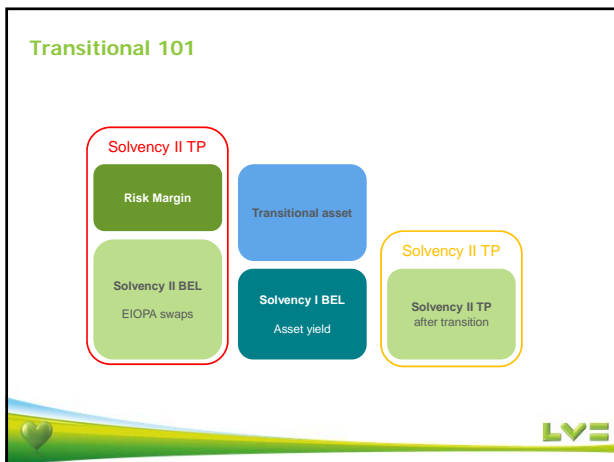 Transitional 101
Solvency II TP
Risk Margin
Solvency II BEL
EIOPA swaps
Transitional asset
Solvency I BEL
Asset yield
Solvency II TP
Solvency II TP
after transition
LV=